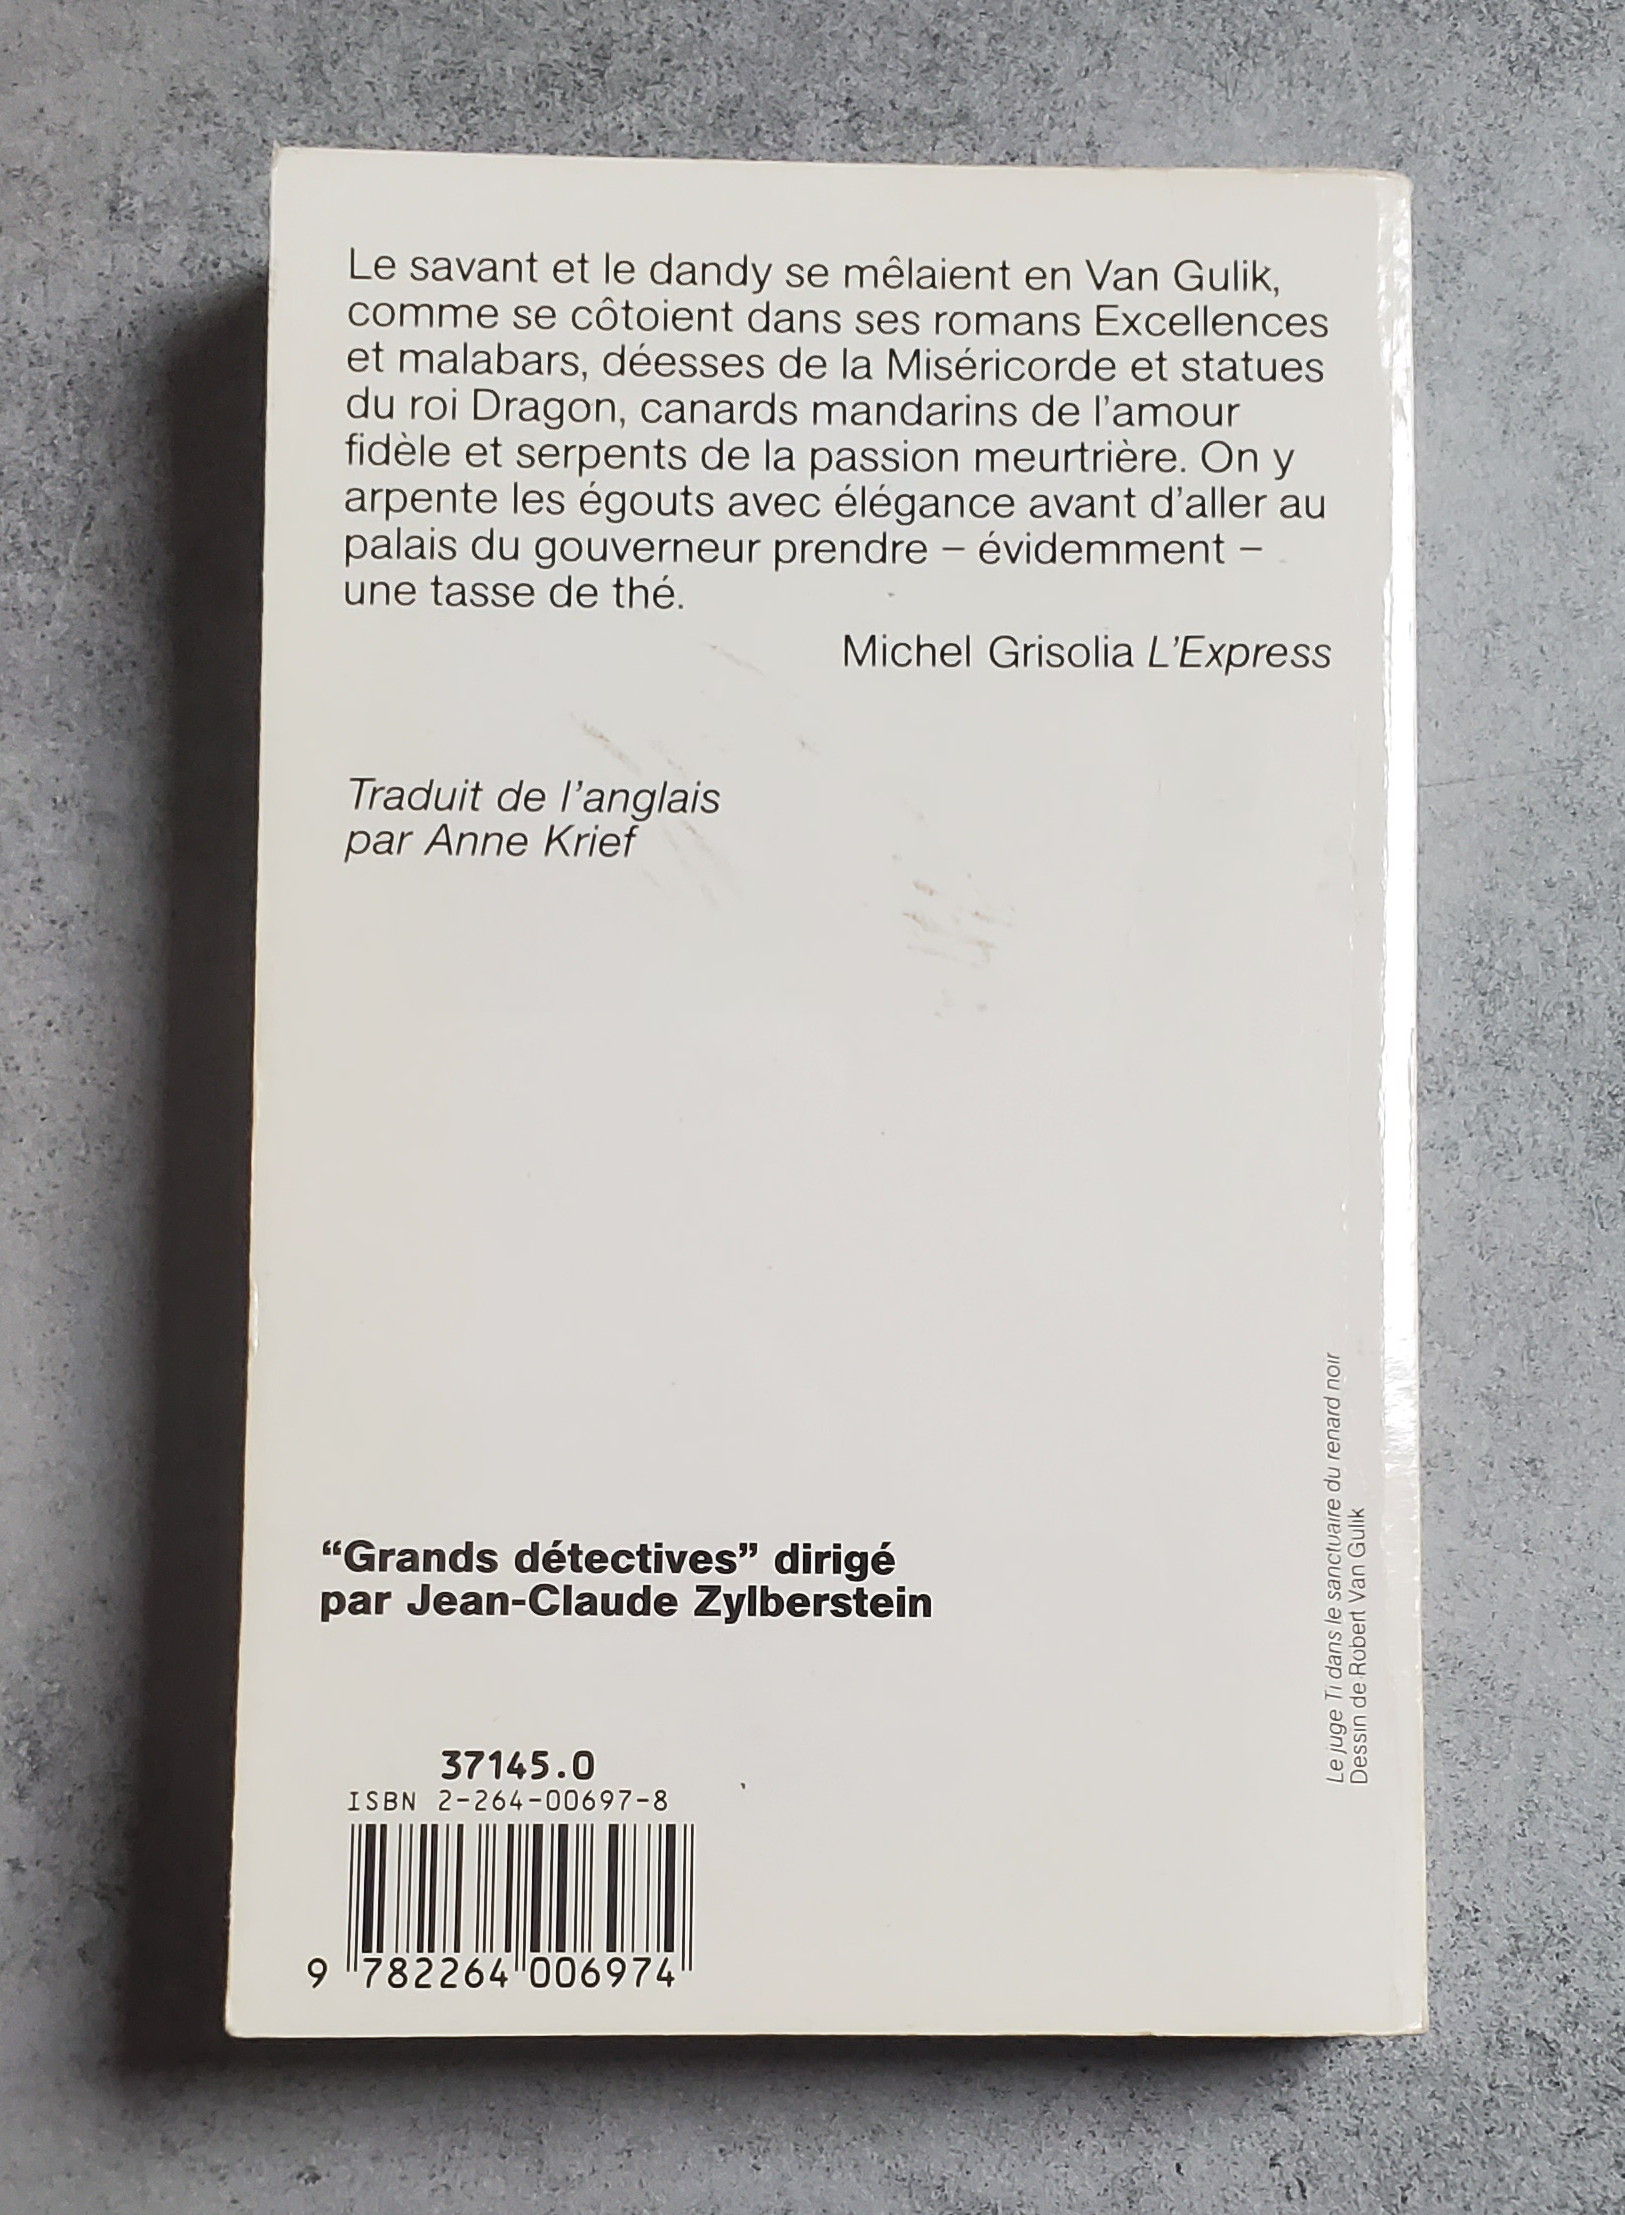 Le savant et le dandy se mêlaient en Van Gulik,
comme se côtoient dans ses romans Excellences
et malabars, déesses de la Miséricorde et statues
du roi Dragon, canards mandarins de l'amour
fidèle et serpents de la passion meurtrière. On y
arpente les égouts avec élégance avant d'aller au
palais du gouverneur prendre – évidemment –
une tasse de thé.
Michel Grisolia L'Express
Traduit de l'anglais
par Anne Krief
Le juge Ti dans le sanctuaire du renard noir
Dessin de Robert Van Gulik
“Grands détectives” dirigé
par Jean-Claude Zylberstein
37145.0
ISBN 2-264-00697-8
9 782264 006974